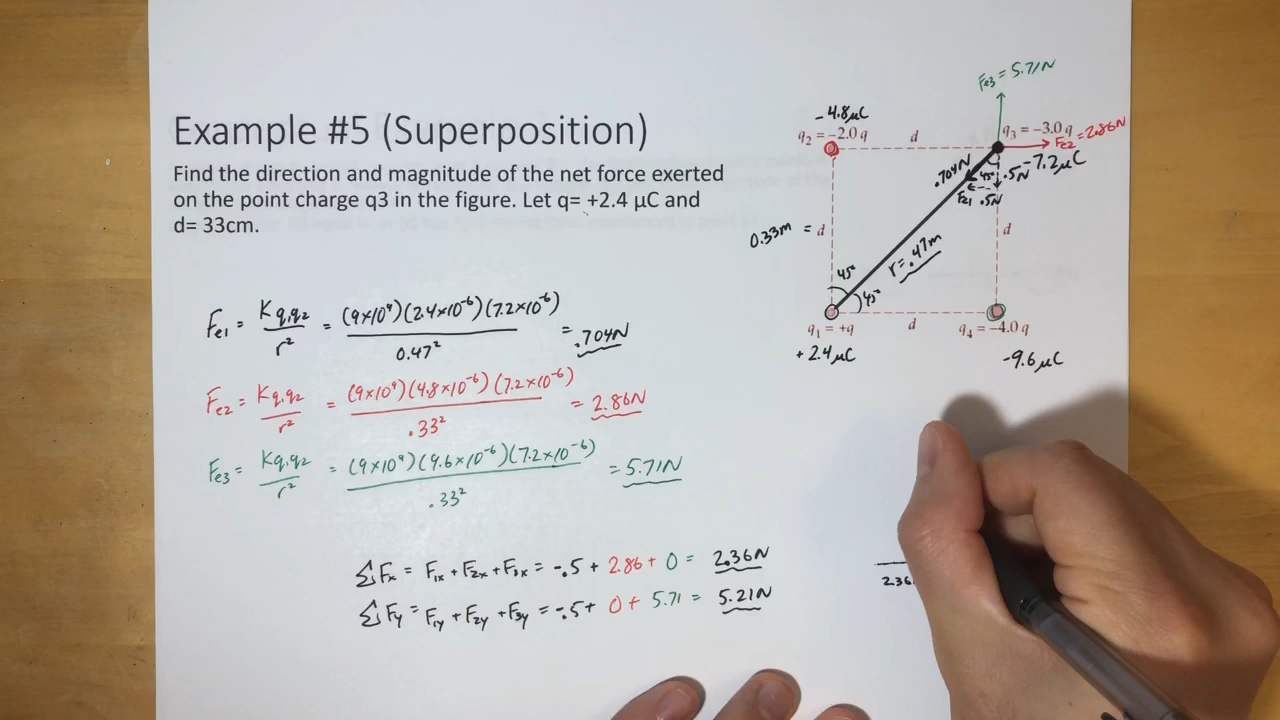 Example #5 (Superposition)
Find the direction and magnitude of the net force exerted
on the point charge q3 in the figure. Let q= +2.4 μC and
d= 33cm.
Fe1 = Kq1q2/r² = (9×10⁹)(2.4×10⁻⁶)(7.2×10⁻⁶)/0.47² = .704N
Fe2 = Kq1q2/r² = (9×10⁹)(4.8×10⁻⁶)(7.2×10⁻⁶)/.33² = 2.86N
Fe3 = Kq1q2/r² = (9×10⁹)(9.6×10⁻⁶)(7.2×10⁻⁶)/.33² = 5.71N
ΣFx = F1x + F2x + F3x = -.5 + 2.86 + 0 = 2.36N
ΣFy = F1y + F2y + F3y = -.5 + 0 + 5.71 = 5.21N
Fe3 = 5.71N
-4.8μC
q2 = −2.0 q
d
q3 = −3.0 q
Fe2 = 2.86N
-7.2μC
.704N
45°
.5N
Fe1
.5N
0.33m = d
r = .47m
d
45°
45°
q1 = +q
d
q4 = −4.0 q
+2.4μC
-9.6μC
2.36